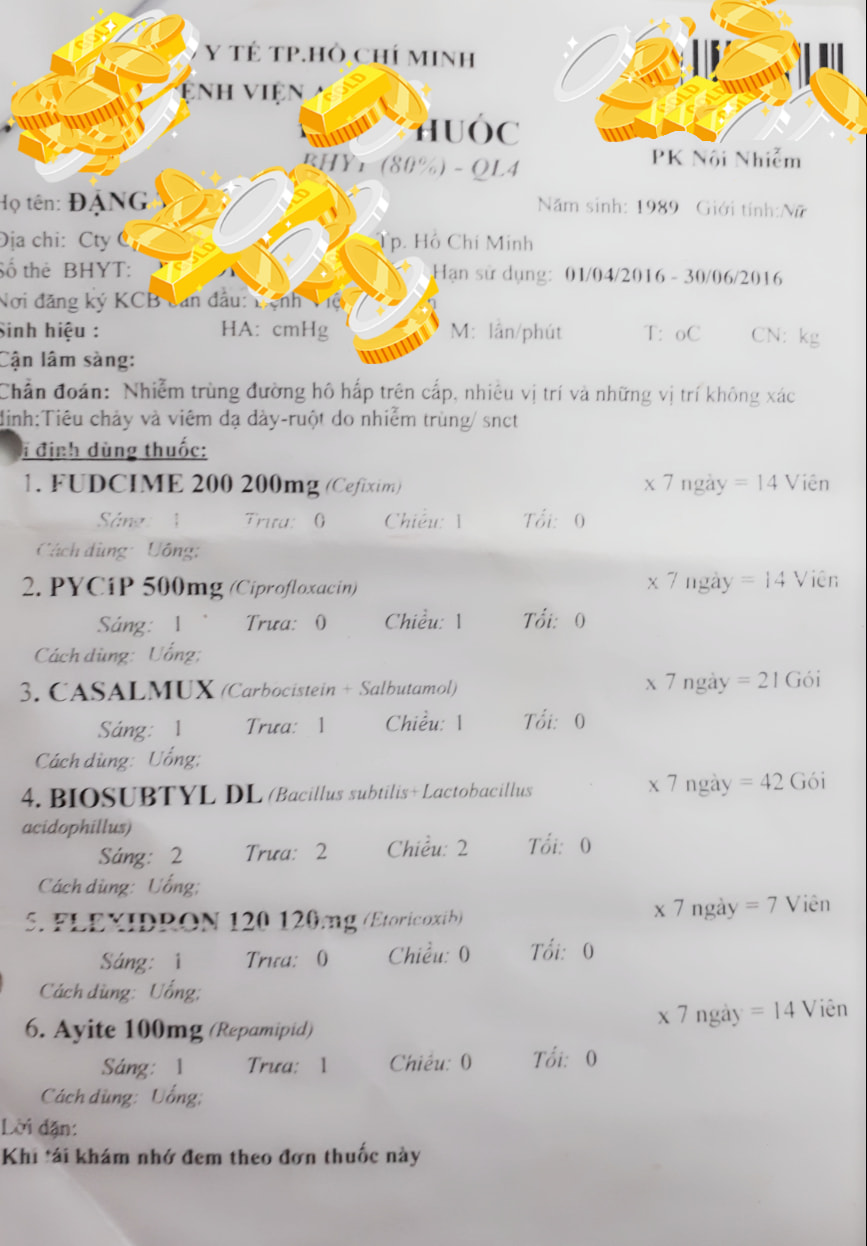 Y TẾ TP.HỒ CHÍ MINH
ỆNH VIỆN
HUỐC
BHYT (80%) - QL4
PK Nội Nhiễm
Họ tên: ĐẶNG
Năm sinh: 1989 Giới tính:Nữ
Địa chỉ: Cty Tp. Hồ Chí Minh
Số thẻ BHYT: Hạn sử dụng: 01/04/2016 - 30/06/2016
Nơi đăng ký KCB ban đầu:
Sinh hiệu : HA: cmHg M: lần/phút T: oC CN: kg
Cận lâm sàng:
Chẩn đoán: Nhiễm trùng đường hô hấp trên cấp, nhiều vị trí và những vị trí không xác
định;Tiêu chảy và viêm dạ dày-ruột do nhiễm trùng/ snct
ỉ định dùng thuốc:
1. FUDCIME 200 200mg (Cefixim) x 7 ngày = 14 Viên
Sáng: 1 Trưa: 0 Chiều: 1 Tối: 0
Cách dùng: Uống;
2. PYCIP 500mg (Ciprofloxacin) x 7 ngày = 14 Viên
Sáng: 1 Trưa: 0 Chiều: 1 Tối: 0
Cách dùng: Uống;
3. CASALMUX (Carbocistein + Salbutamol) x 7 ngày = 21 Gói
Sáng: 1 Trưa: 1 Chiều: 1 Tối: 0
Cách dùng: Uống;
4. BIOSUBTYL DL (Bacillus subtilis+Lactobacillus x 7 ngày = 42 Gói
acidophillus)
Sáng: 2 Trưa: 2 Chiều: 2 Tối: 0
Cách dùng: Uống;
5. FLEXIDRON 120 120mg (Etoricoxib) x 7 ngày = 7 Viên
Sáng: 1 Trưa: 0 Chiều: 0 Tối: 0
Cách dùng: Uống;
6. Ayite 100mg (Repamipid) x 7 ngày = 14 Viên
Sáng: 1 Trưa: 1 Chiều: 0 Tối: 0
Cách dùng: Uống;
Lời dặn:
Khi tái khám nhớ đem theo đơn thuốc này